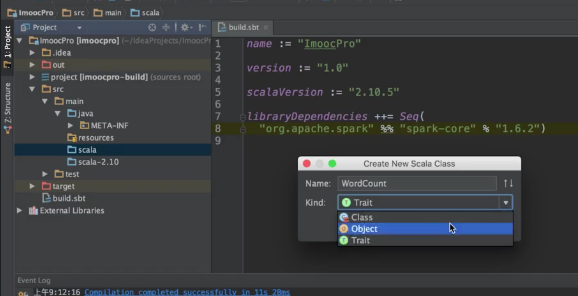 ImoocPro src main scala
Project
build.sbt
1: Project
Z: Structure
ImoocPro [imoocpro] (~/IdeaProjects/ImoocPro
.idea
out
project [imoocpro-build] (sources root)
src
main
java
META-INF
resources
scala
scala-2.10
test
target
build.sbt
External Libraries
1 name := "ImoocPro"
2
3 version := "1.0"
4
5 scalaVersion := "2.10.5"
6
7 libraryDependencies ++= Seq(
8 "org.apache.spark" %% "spark-core" % "1.6.2")
9
Create New Scala Class
Name: WordCount
Kind: Trait
Class
Object
Trait
Event Log
上午9:12:16 Compilation completed successfully in 11s 28ms